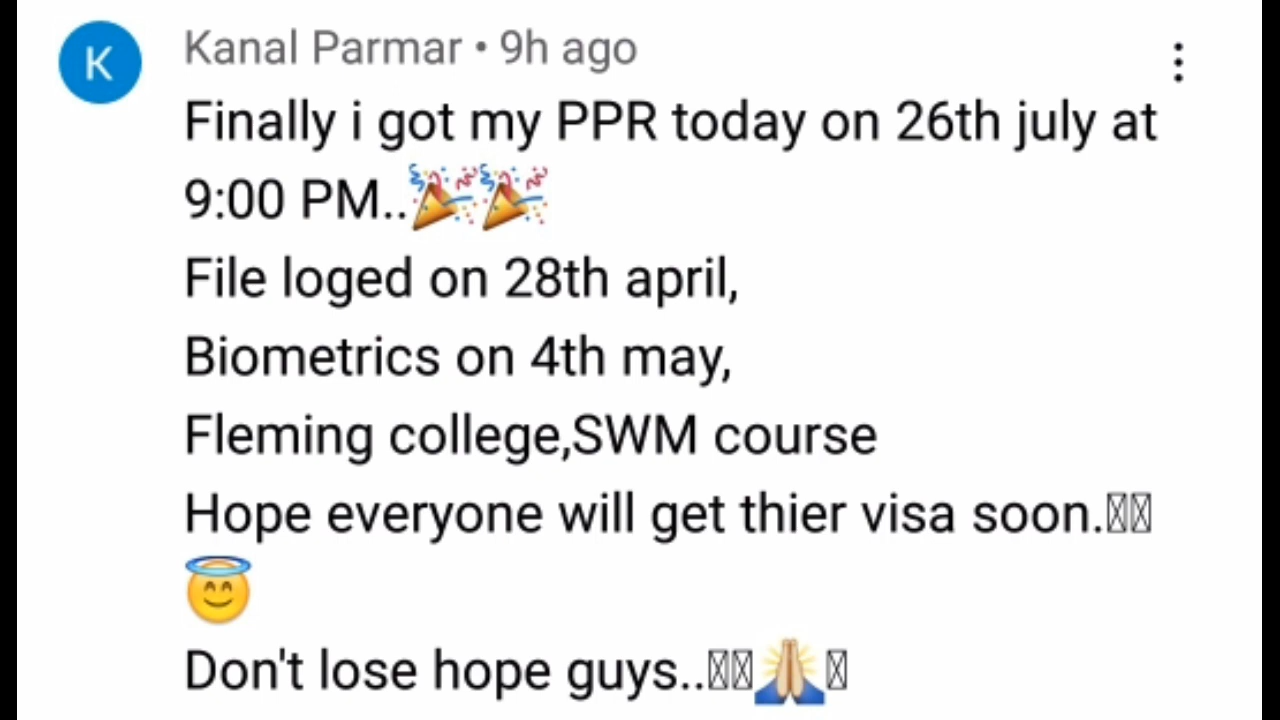 K
Kanal Parmar • 9h ago
Finally i got my PPR today on 26th july at
9:00 PM..🎉🎉
File loged on 28th april,
Biometrics on 4th may,
Fleming college,SWM course
Hope everyone will get thier visa soon.
😇
Don't lose hope guys..🙏